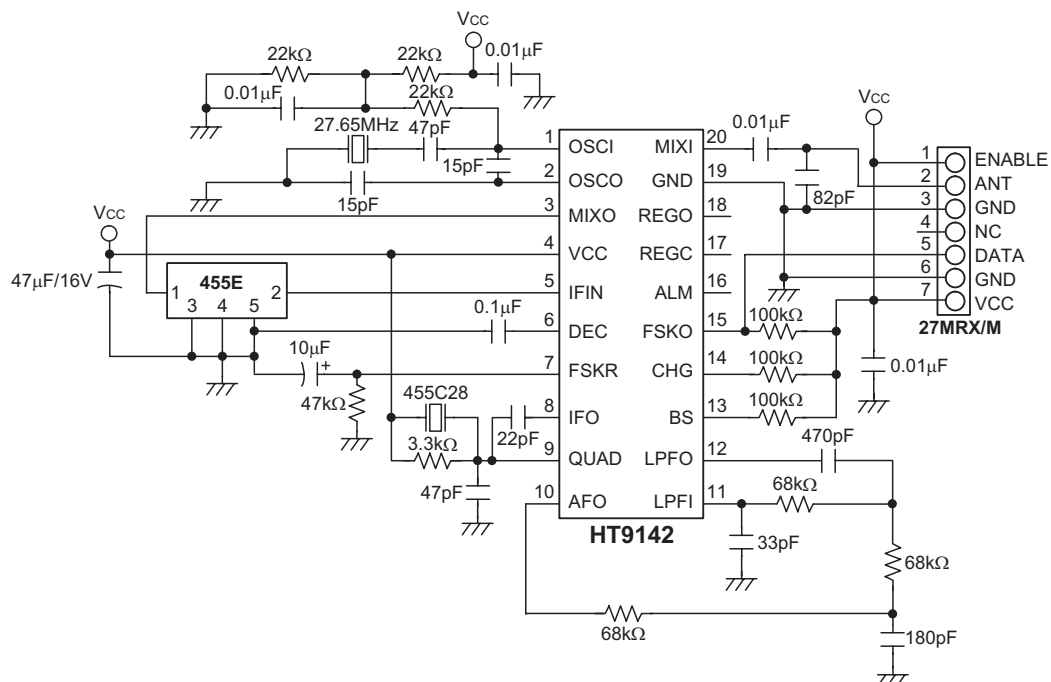 Vcc
22kΩ
22kΩ
0.01μF
0.01μF
22kΩ
27.65MHz
47pF
15pF
15pF
Vcc
47μF/16V
455E
1
2
3
4
5
0.1μF
10μF
+
47kΩ
455C28
3.3kΩ
22pF
47pF
1 OSCI
2 OSCO
3 MIXO
4 VCC
5 IFIN
6 DEC
7 FSKR
8 IFO
9 QUAD
10 AFO
MIXI 20
GND 19
REGO 18
REGC 17
ALM 16
FSKO 15
CHG 14
BS 13
LPFO 12
LPFI 11
HT9142
0.01μF
82pF
Vcc
1 ENABLE
2 ANT
3 GND
4 NC
5 DATA
6 GND
7 VCC
27MRX/M
100kΩ
100kΩ
100kΩ
0.01μF
470pF
68kΩ
33pF
68kΩ
68kΩ
180pF